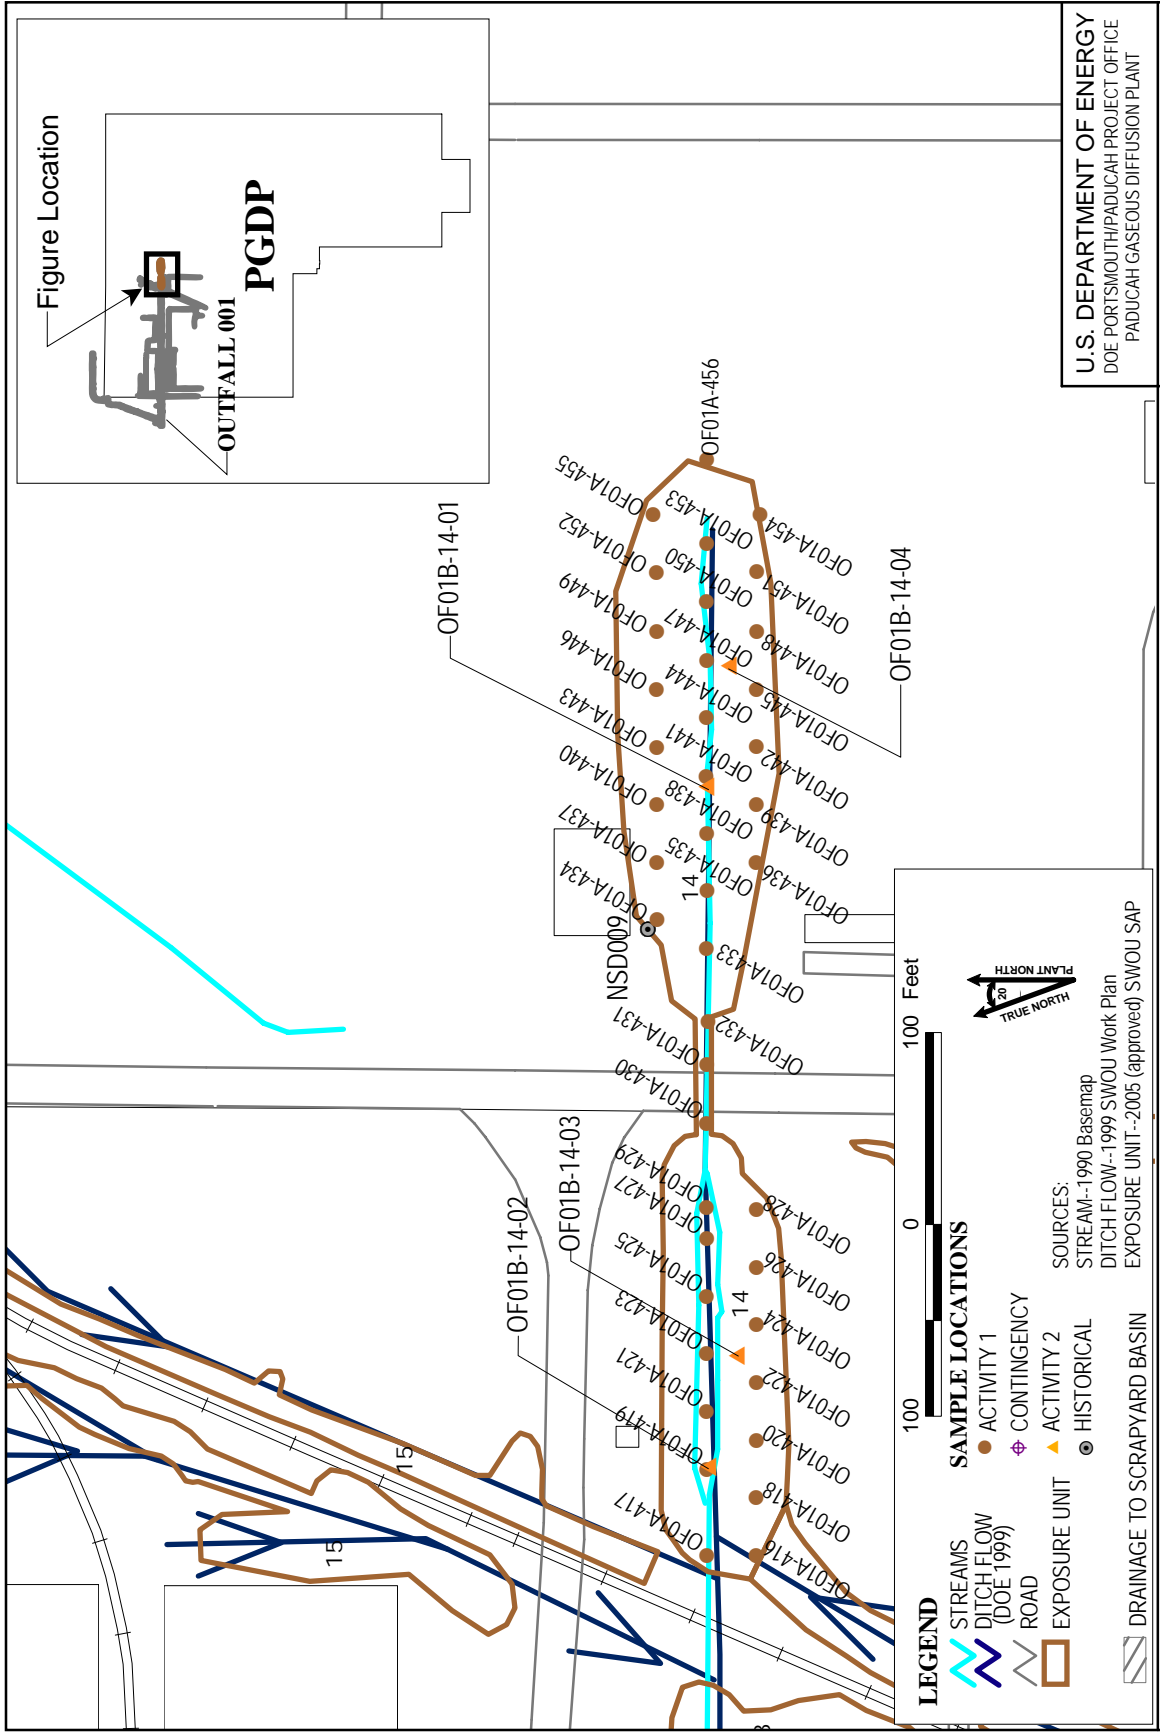 Figure Location
PGDP
OUTFALL 001
U.S. DEPARTMENT OF ENERGY
DOE PORTSMOUTH/PADUCAH PROJECT OFFICE
PADUCAH GASEOUS DIFFUSION PLANT
OF01B-14-01
OF01B-14-04
OF01B-14-02
OF01B-14-03
NSD009
OF01A-455
OF01A-452
OF01A-449
OF01A-446
OF01A-443
OF01A-440
OF01A-437
OF01A-434
OF01A-456
OF01A-453
OF01A-450
OF01A-447
OF01A-444
OF01A-441
OF01A-438
OF01A-435
14
OF01A-433
OF01A-432
OF01A-431
OF01A-430
OF01A-454
OF01A-451
OF01A-448
OF01A-445
OF01A-442
OF01A-439
OF01A-436
OF01A-429
OF01A-427
OF01A-425
OF01A-423
OF01A-421
OF01A-419
OF01A-417
14
OF01A-428
OF01A-426
OF01A-424
OF01A-422
OF01A-420
OF01A-418
OF01A-416
15
15
LEGEND
STREAMS
DITCH FLOW
(DOE 1999)
ROAD
EXPOSURE UNIT
DRAINAGE TO SCRAPYARD BASIN
SAMPLE LOCATIONS
ACTIVITY 1
CONTINGENCY
ACTIVITY 2
HISTORICAL
100 0 100 Feet
20
TRUE NORTH
PLANT NORTH
SOURCES:
STREAM--1990 Basemap
DITCH FLOW--1999 SWOU Work Plan
EXPOSURE UNIT--2005 (approved) SWOU SAP